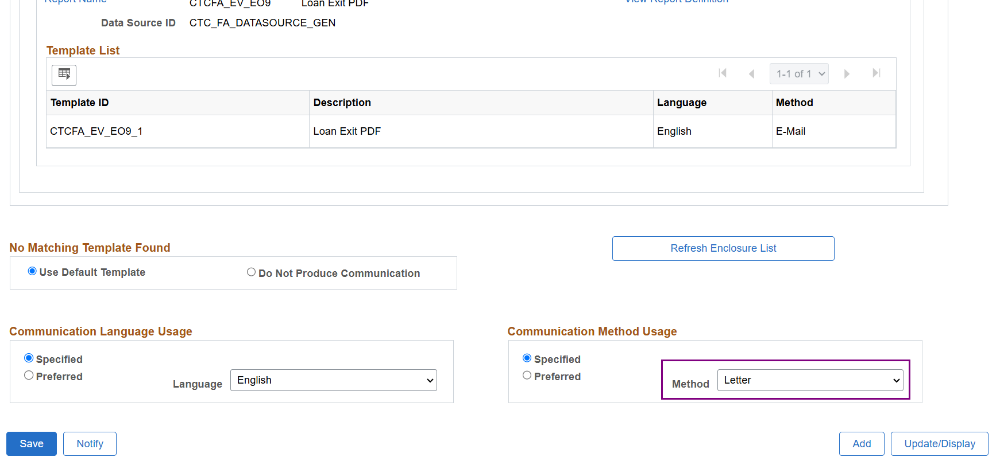 Report Name CTCFA_EV_EO9 Loan Exit PDF View Report Definition
Data Source ID CTC_FA_DATASOURCE_GEN
Template List
1-1 of 1
Template ID Description Language Method
CTCFA_EV_EO9_1 Loan Exit PDF English E-Mail
No Matching Template Found
Refresh Enclosure List
Use Default Template Do Not Produce Communication
Communication Language Usage Communication Method Usage
Specified Specified
Preferred Language English Preferred Method Letter
Save Notify Add Update/Display